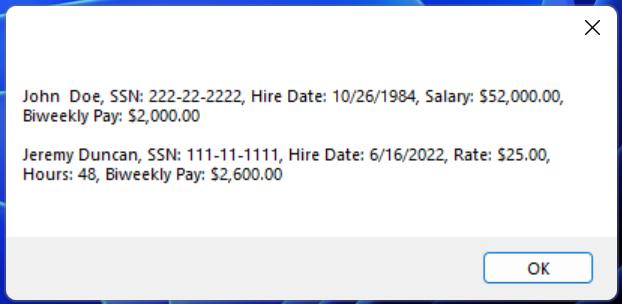 John  Doe, SSN: 222-22-2222, Hire Date: 10/26/1984, Salary: $52,000.00,
Biweekly Pay: $2,000.00
Jeremy Duncan, SSN: 111-11-1111, Hire Date: 6/16/2022, Rate: $25.00,
Hours: 48, Biweekly Pay: $2,600.00
OK